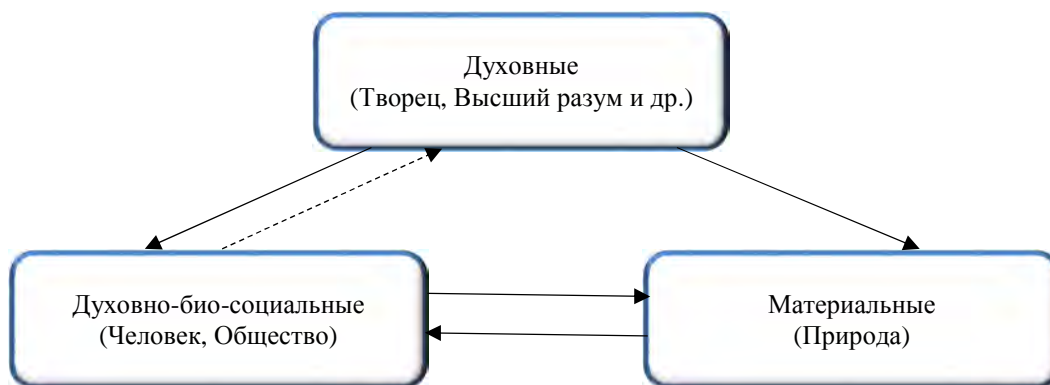 Духовные
(Творец, Высший разум и др.)
Духовно-био-социальные
(Человек, Общество)
Материальные
(Природа)